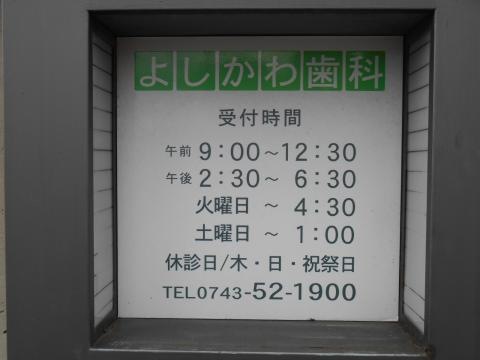 よしかわ歯科
受付時間
午前 9:00～12:30
午後 2:30～ 6:30
火曜日 ～ 4:30
土曜日 ～ 1:00
休診日/木・日・祝祭日
TEL0743-52-1900